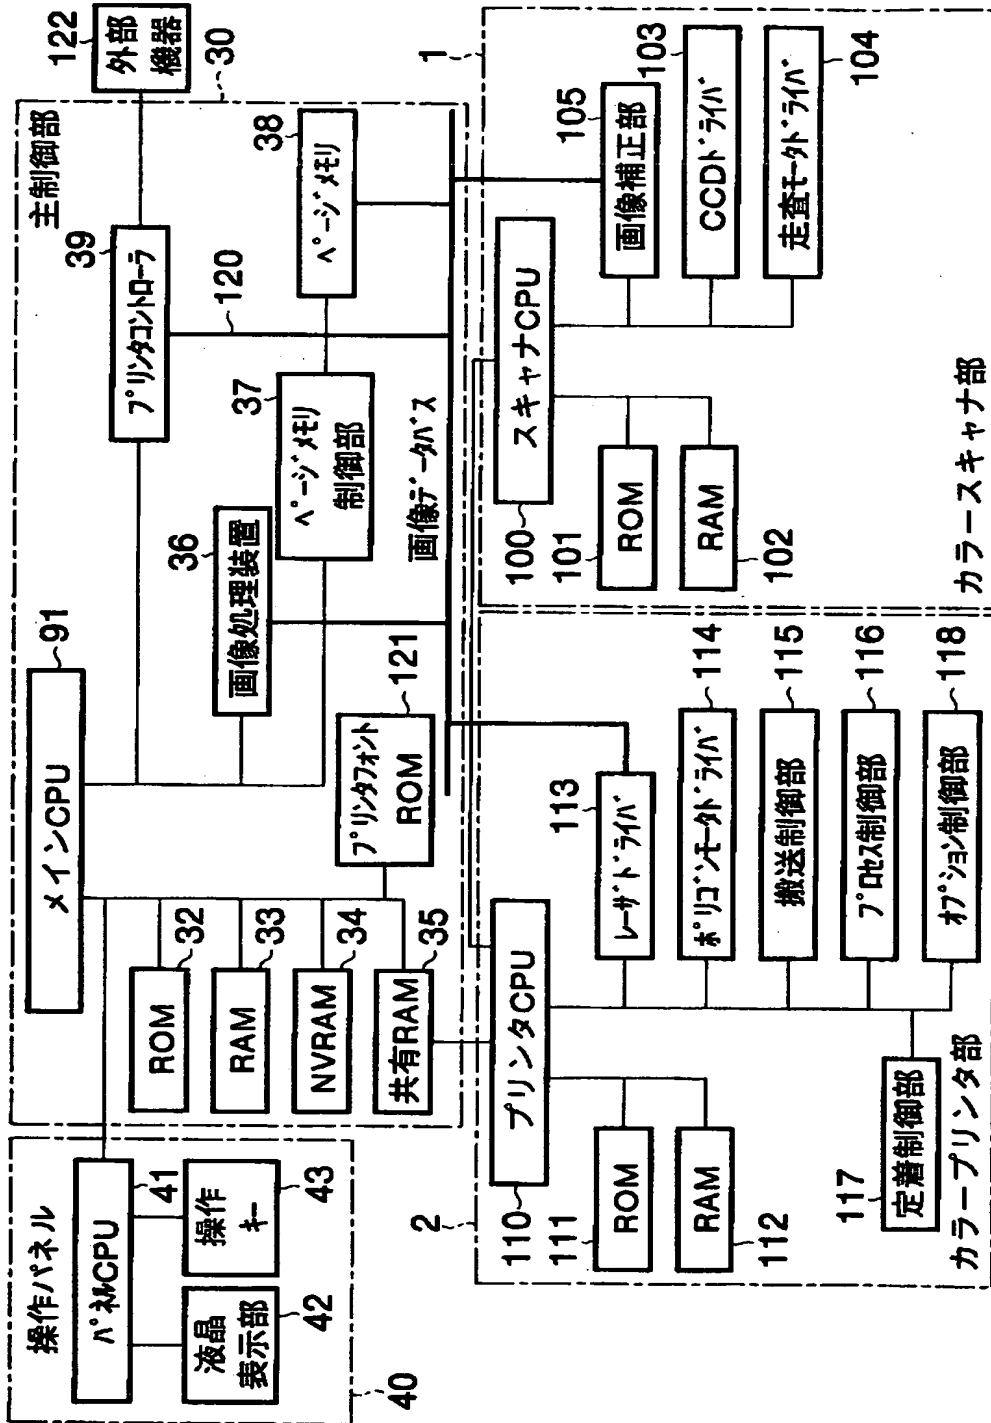 操作パネル
パネルCPU
41
液晶
表示部
42
操作
キー
43
40
主制御部
30
メインCPU
91
ROM
32
RAM
33
NVRAM
34
共有RAM
35
プリンタフォント
ROM
121
画像処理装置
36
ページメモリ
制御部
37
ページメモリ
38
プリンタコントローラ
39
120
画像データバス
外部
機器
122
2
プリンタCPU
110
ROM
111
RAM
112
レーザドライバ
113
ポリゴンモータドライバ
114
搬送制御部
115
プロセス制御部
116
定着制御部
117
オプション制御部
118
カラープリンタ部
1
スキャナCPU
100
ROM
101
RAM
102
画像補正部
105
CCDドライバ
103
走査モータドライバ
104
カラースキャナ部